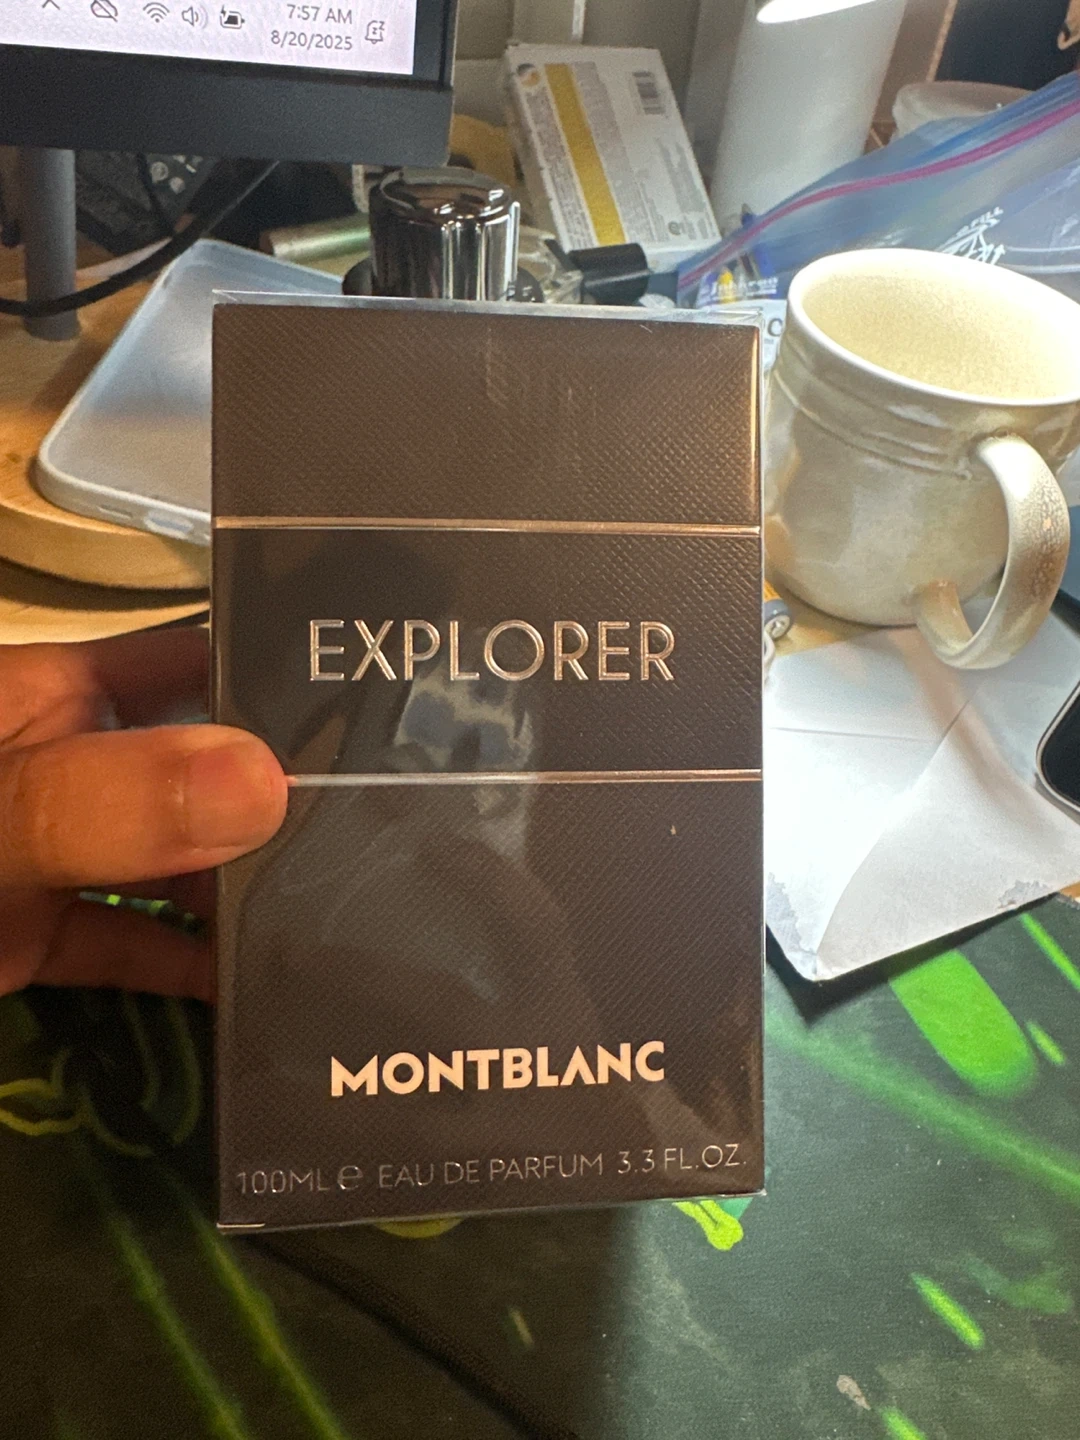 7:57 AM
8/20/2025
EXPLORER
MONTBLANC
100ML e EAU DE PARFUM 3.3 FL.OZ.